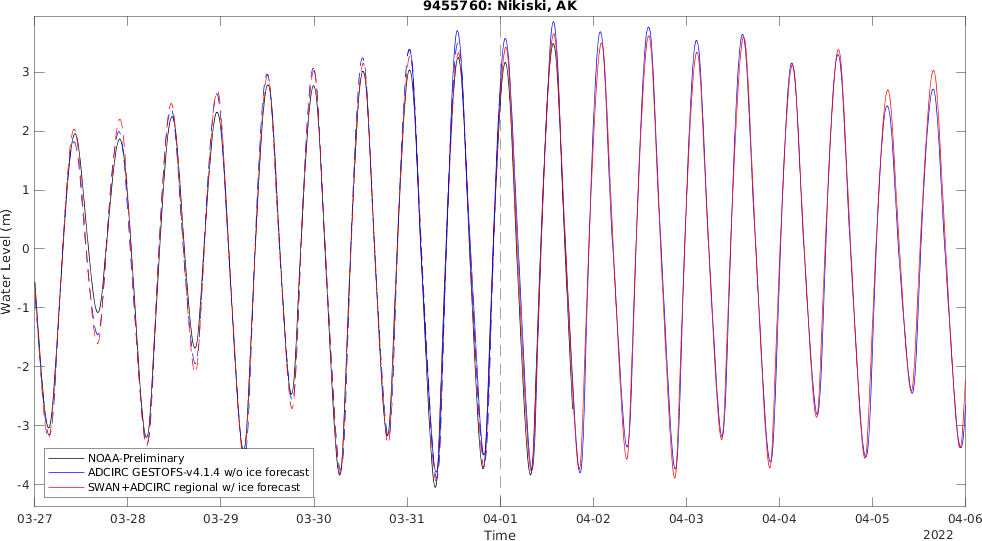 9455760: Nikiski, AK
Water Level (m)
3
2
1
0
-1
-2
-3
-4
NOAA-Preliminary
ADCIRC GESTOFS-v4.1.4 w/o ice forecast
SWAN+ADCIRC regional w/ ice forecast
03-27 03-28 03-29 03-30 03-31 04-01 04-02 04-03 04-04 04-05 04-06
Time
2022